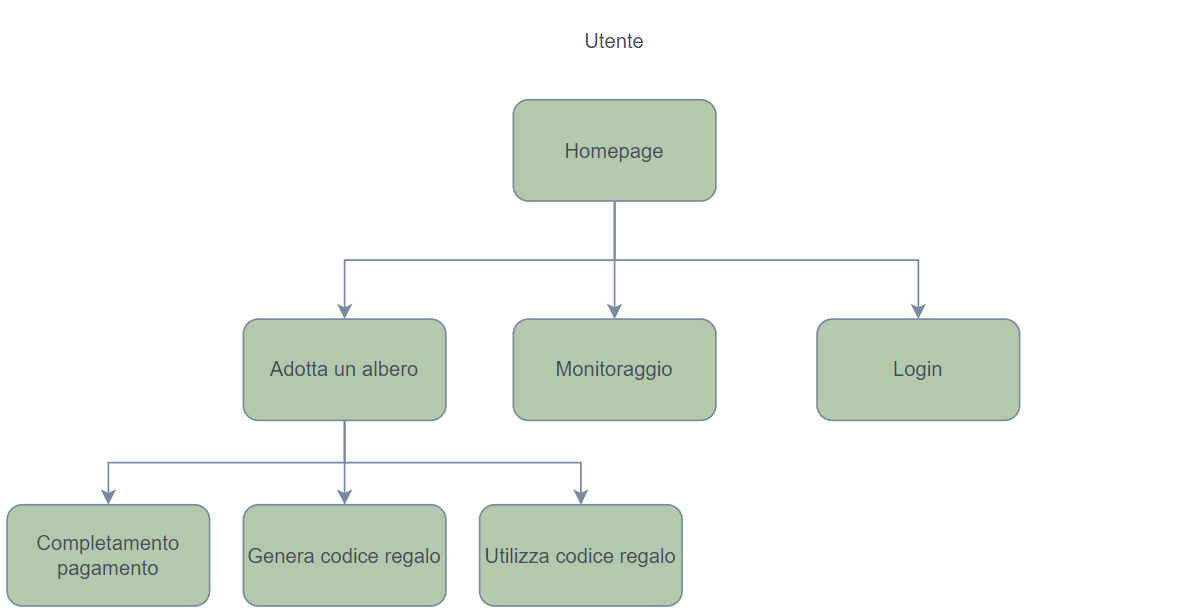 Utente
Homepage
Adotta un albero
Monitoraggio
Login
Completamento
pagamento
Genera codice regalo
Utilizza codice regalo